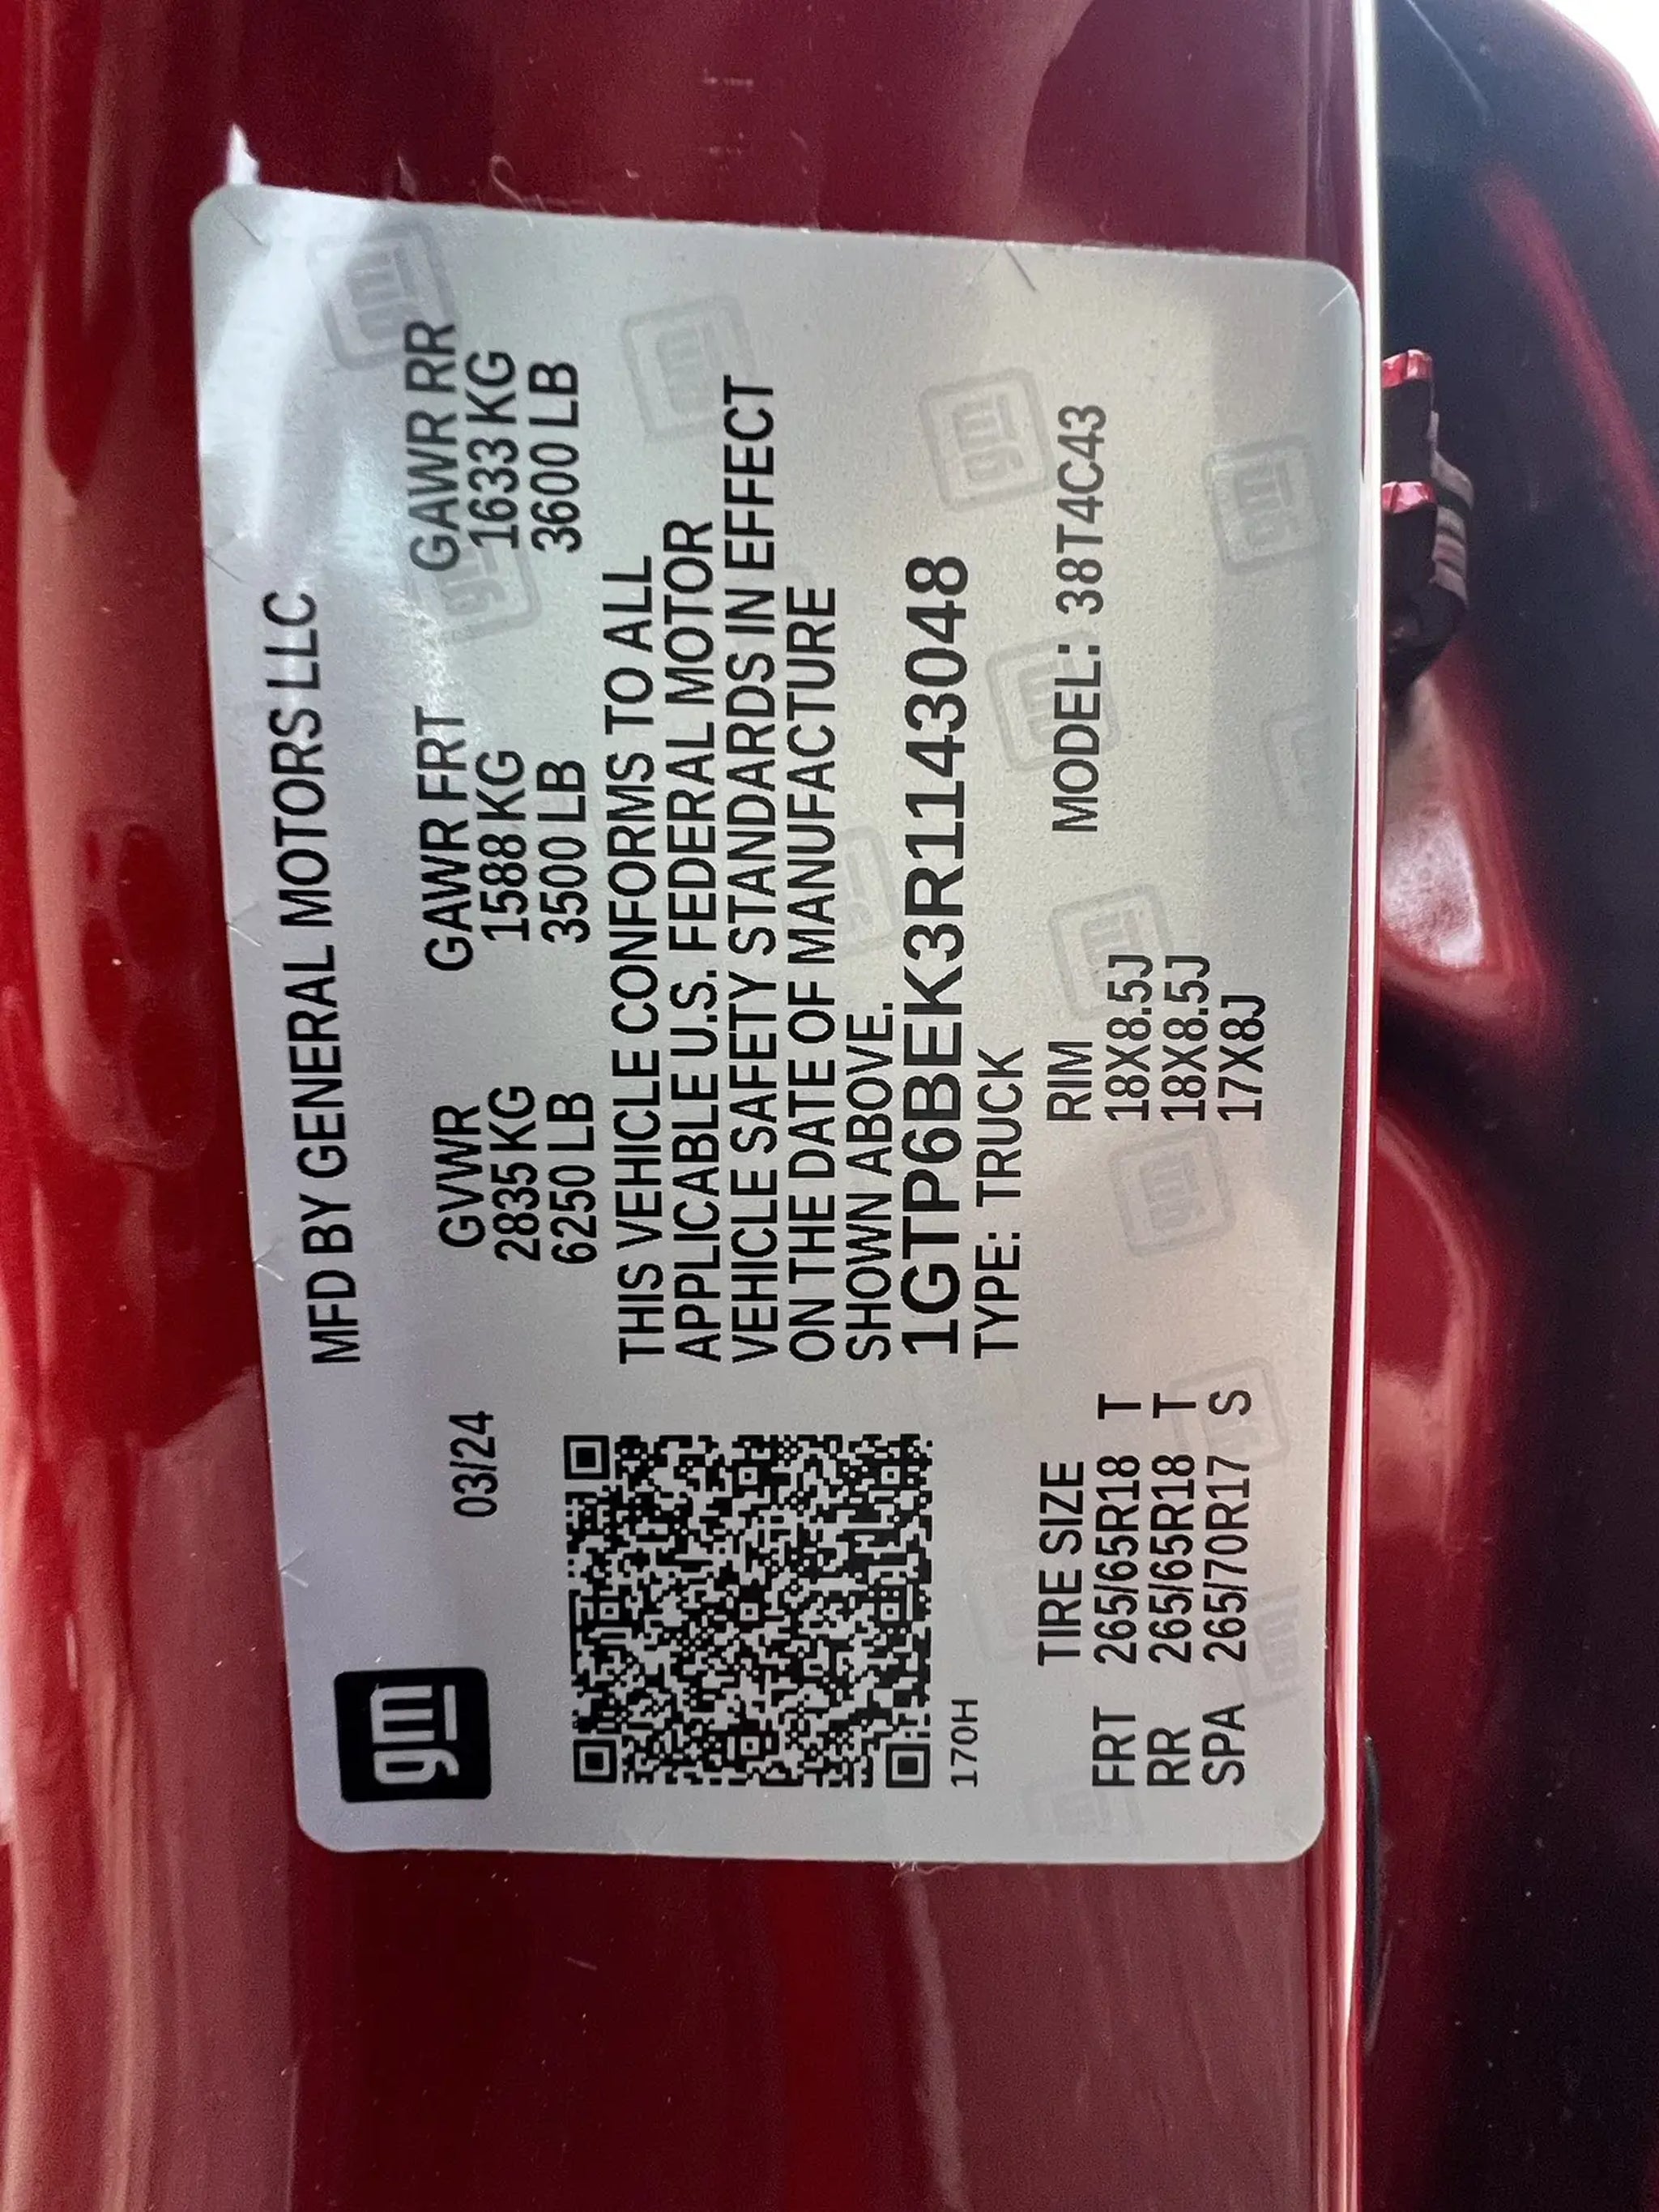 gm
MFD BY GENERAL MOTORS LLC
03/24
GVWR GAWR FRT GAWR RR
2835 KG 1588 KG 1633 KG
6250 LB 3500 LB 3600 LB
THIS VEHICLE CONFORMS TO ALL
APPLICABLE U.S. FEDERAL MOTOR
VEHICLE SAFETY STANDARDS IN EFFECT
ON THE DATE OF MANUFACTURE
SHOWN ABOVE.
1GTP6BEK3R1143048
TYPE: TRUCK
170H
TIRE SIZE RIM MODEL: 38T4C43
FRT 265/65R18 T 18X8.5J
RR 265/65R18 T 18X8.5J
SPA 265/70R17 S 17X8J